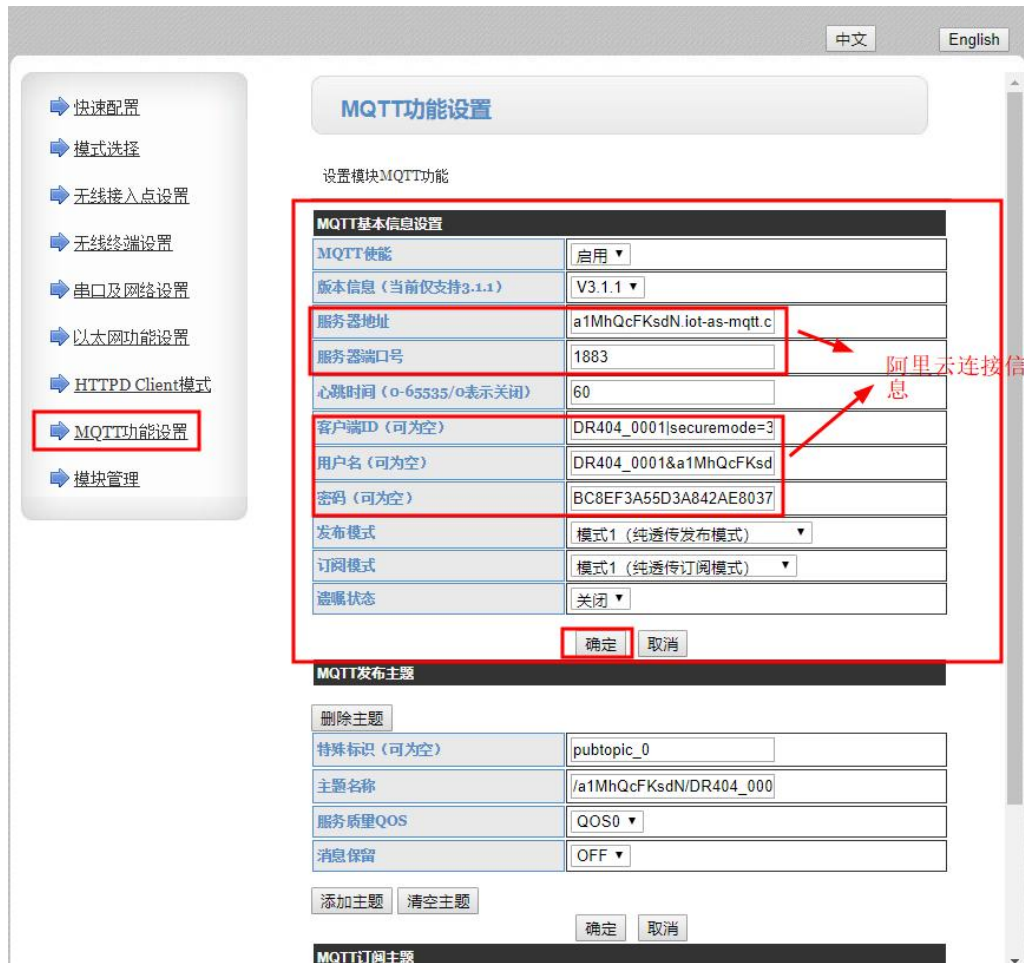 中文
English
快速配置
模式选择
无线接入点设置
无线终端设置
串口及网络设置
以太网功能设置
HTTPD Client模式
MQTT功能设置
模块管理
MQTT功能设置
设置模块MQTT功能
MQTT基本信息设置
MQTT使能 启用
版本信息（当前仅支持3.1.1） V3.1.1
服务器地址 a1MhQcFKsdN.iot-as-mqtt.c
服务器端口号 1883
心跳时间（0-65535/0表示关闭） 60
客户端ID（可为空） DR404_0001|securemode=3
用户名（可为空） DR404_0001&a1MhQcFKsd
密码（可为空） BC8EF3A55D3A842AE8037
发布模式 模式1（纯透传发布模式）
订阅模式 模式1（纯透传订阅模式）
遗嘱状态 关闭
确定 取消
阿里云连接信
息
MQTT发布主题
删除主题
特殊标识（可为空） pubtopic_0
主题名称 /a1MhQcFKsdN/DR404_000
服务质量QOS QOS0
消息保留 OFF
添加主题 清空主题
确定 取消
MQTT订阅主题